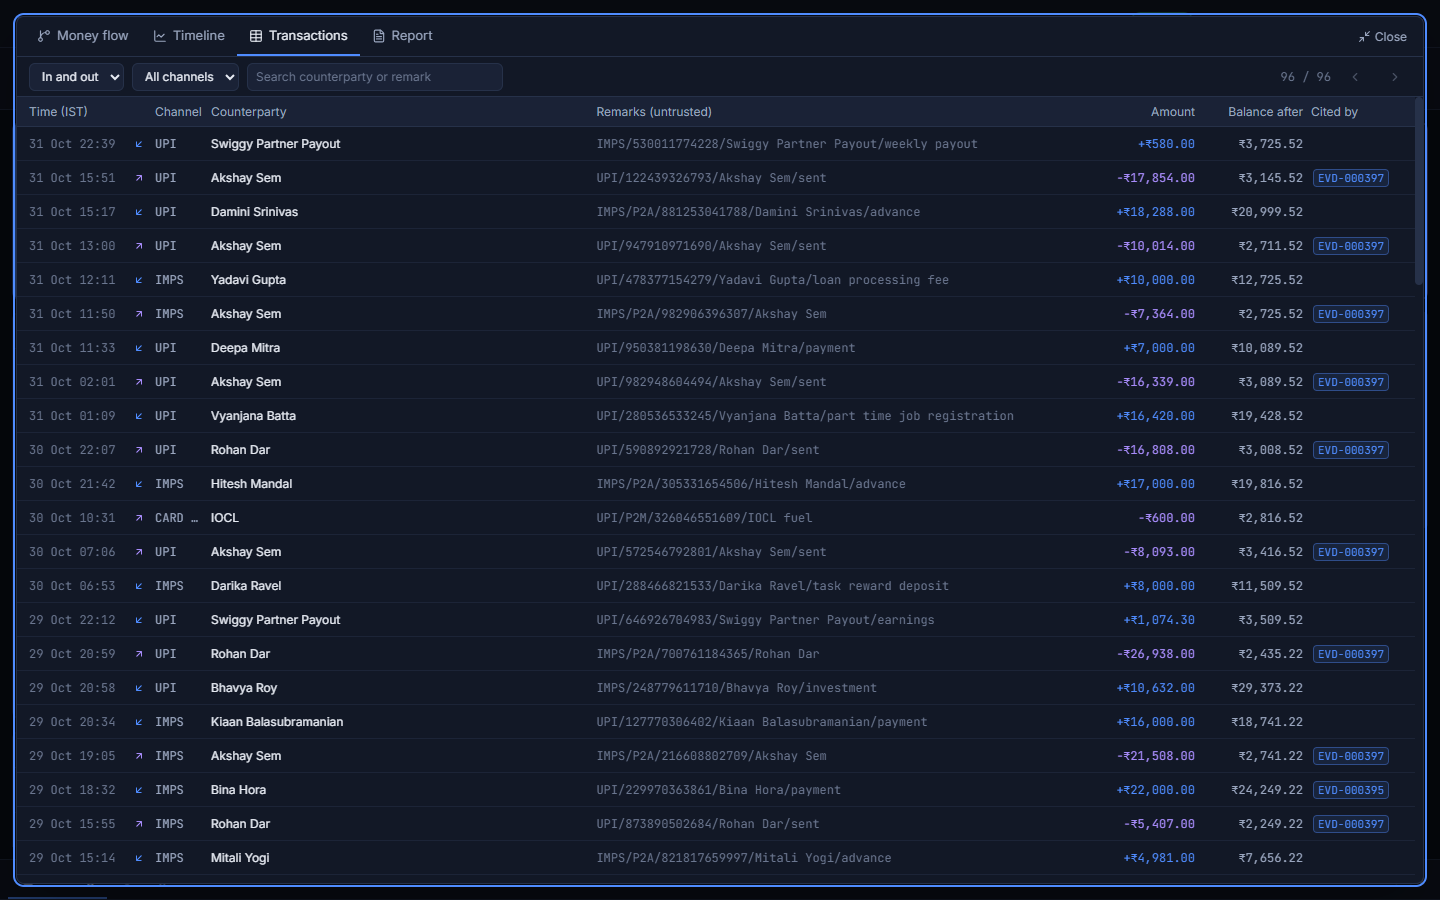 Money flow Timeline Transactions Report Close
In and out All channels Search counterparty or remark 96 / 96
Time (IST) Channel Counterparty Remarks (untrusted) Amount Balance after Cited by
31 Oct 22:39 UPI Swiggy Partner Payout IMPS/530011774228/Swiggy Partner Payout/weekly payout +₹580.00 ₹3,725.52
31 Oct 15:51 UPI Akshay Sem UPI/122439326793/Akshay Sem/sent -₹17,854.00 ₹3,145.52 EVD-000397
31 Oct 15:17 UPI Damini Srinivas IMPS/P2A/881253041788/Damini Srinivas/advance +₹18,288.00 ₹20,999.52
31 Oct 13:00 UPI Akshay Sem UPI/947910971690/Akshay Sem/sent -₹10,014.00 ₹2,711.52 EVD-000397
31 Oct 12:11 IMPS Yadavi Gupta UPI/478377154279/Yadavi Gupta/loan processing fee +₹10,000.00 ₹12,725.52
31 Oct 11:50 IMPS Akshay Sem IMPS/P2A/982906396307/Akshay Sem -₹7,364.00 ₹2,725.52 EVD-000397
31 Oct 11:33 UPI Deepa Mitra UPI/950381198630/Deepa Mitra/payment +₹7,000.00 ₹10,089.52
31 Oct 02:01 UPI Akshay Sem UPI/982948604494/Akshay Sem/sent -₹16,339.00 ₹3,089.52 EVD-000397
31 Oct 01:09 UPI Vyanjana Batta UPI/280536533245/Vyanjana Batta/part time job registration +₹16,420.00 ₹19,428.52
30 Oct 22:07 UPI Rohan Dar UPI/590892921728/Rohan Dar/sent -₹16,808.00 ₹3,008.52 EVD-000397
30 Oct 21:42 IMPS Hitesh Mandal IMPS/P2A/305331654506/Hitesh Mandal/advance +₹17,000.00 ₹19,816.52
30 Oct 10:31 CARD … IOCL UPI/P2M/326046551609/IOCL fuel -₹600.00 ₹2,816.52
30 Oct 07:06 UPI Akshay Sem UPI/572546792801/Akshay Sem/sent -₹8,093.00 ₹3,416.52 EVD-000397
30 Oct 06:53 IMPS Darika Ravel UPI/288466821533/Darika Ravel/task reward deposit +₹8,000.00 ₹11,509.52
29 Oct 22:12 UPI Swiggy Partner Payout UPI/646926704983/Swiggy Partner Payout/earnings +₹1,074.30 ₹3,509.52
29 Oct 20:59 UPI Rohan Dar IMPS/P2A/700761184365/Rohan Dar -₹26,938.00 ₹2,435.22 EVD-000397
29 Oct 20:58 UPI Bhavya Roy IMPS/248779611710/Bhavya Roy/investment +₹10,632.00 ₹29,373.22
29 Oct 20:34 IMPS Kiaan Balasubramanian UPI/127770306402/Kiaan Balasubramanian/payment +₹16,000.00 ₹18,741.22
29 Oct 19:05 IMPS Akshay Sem IMPS/P2A/216608802709/Akshay Sem -₹21,508.00 ₹2,741.22 EVD-000397
29 Oct 18:32 IMPS Bina Hora UPI/229970363861/Bina Hora/payment +₹22,000.00 ₹24,249.22 EVD-000395
29 Oct 15:55 IMPS Rohan Dar UPI/873890502684/Rohan Dar/sent -₹5,407.00 ₹2,249.22 EVD-000397
29 Oct 15:14 IMPS Mitali Yogi IMPS/P2A/821817659997/Mitali Yogi/advance +₹4,981.00 ₹7,656.22